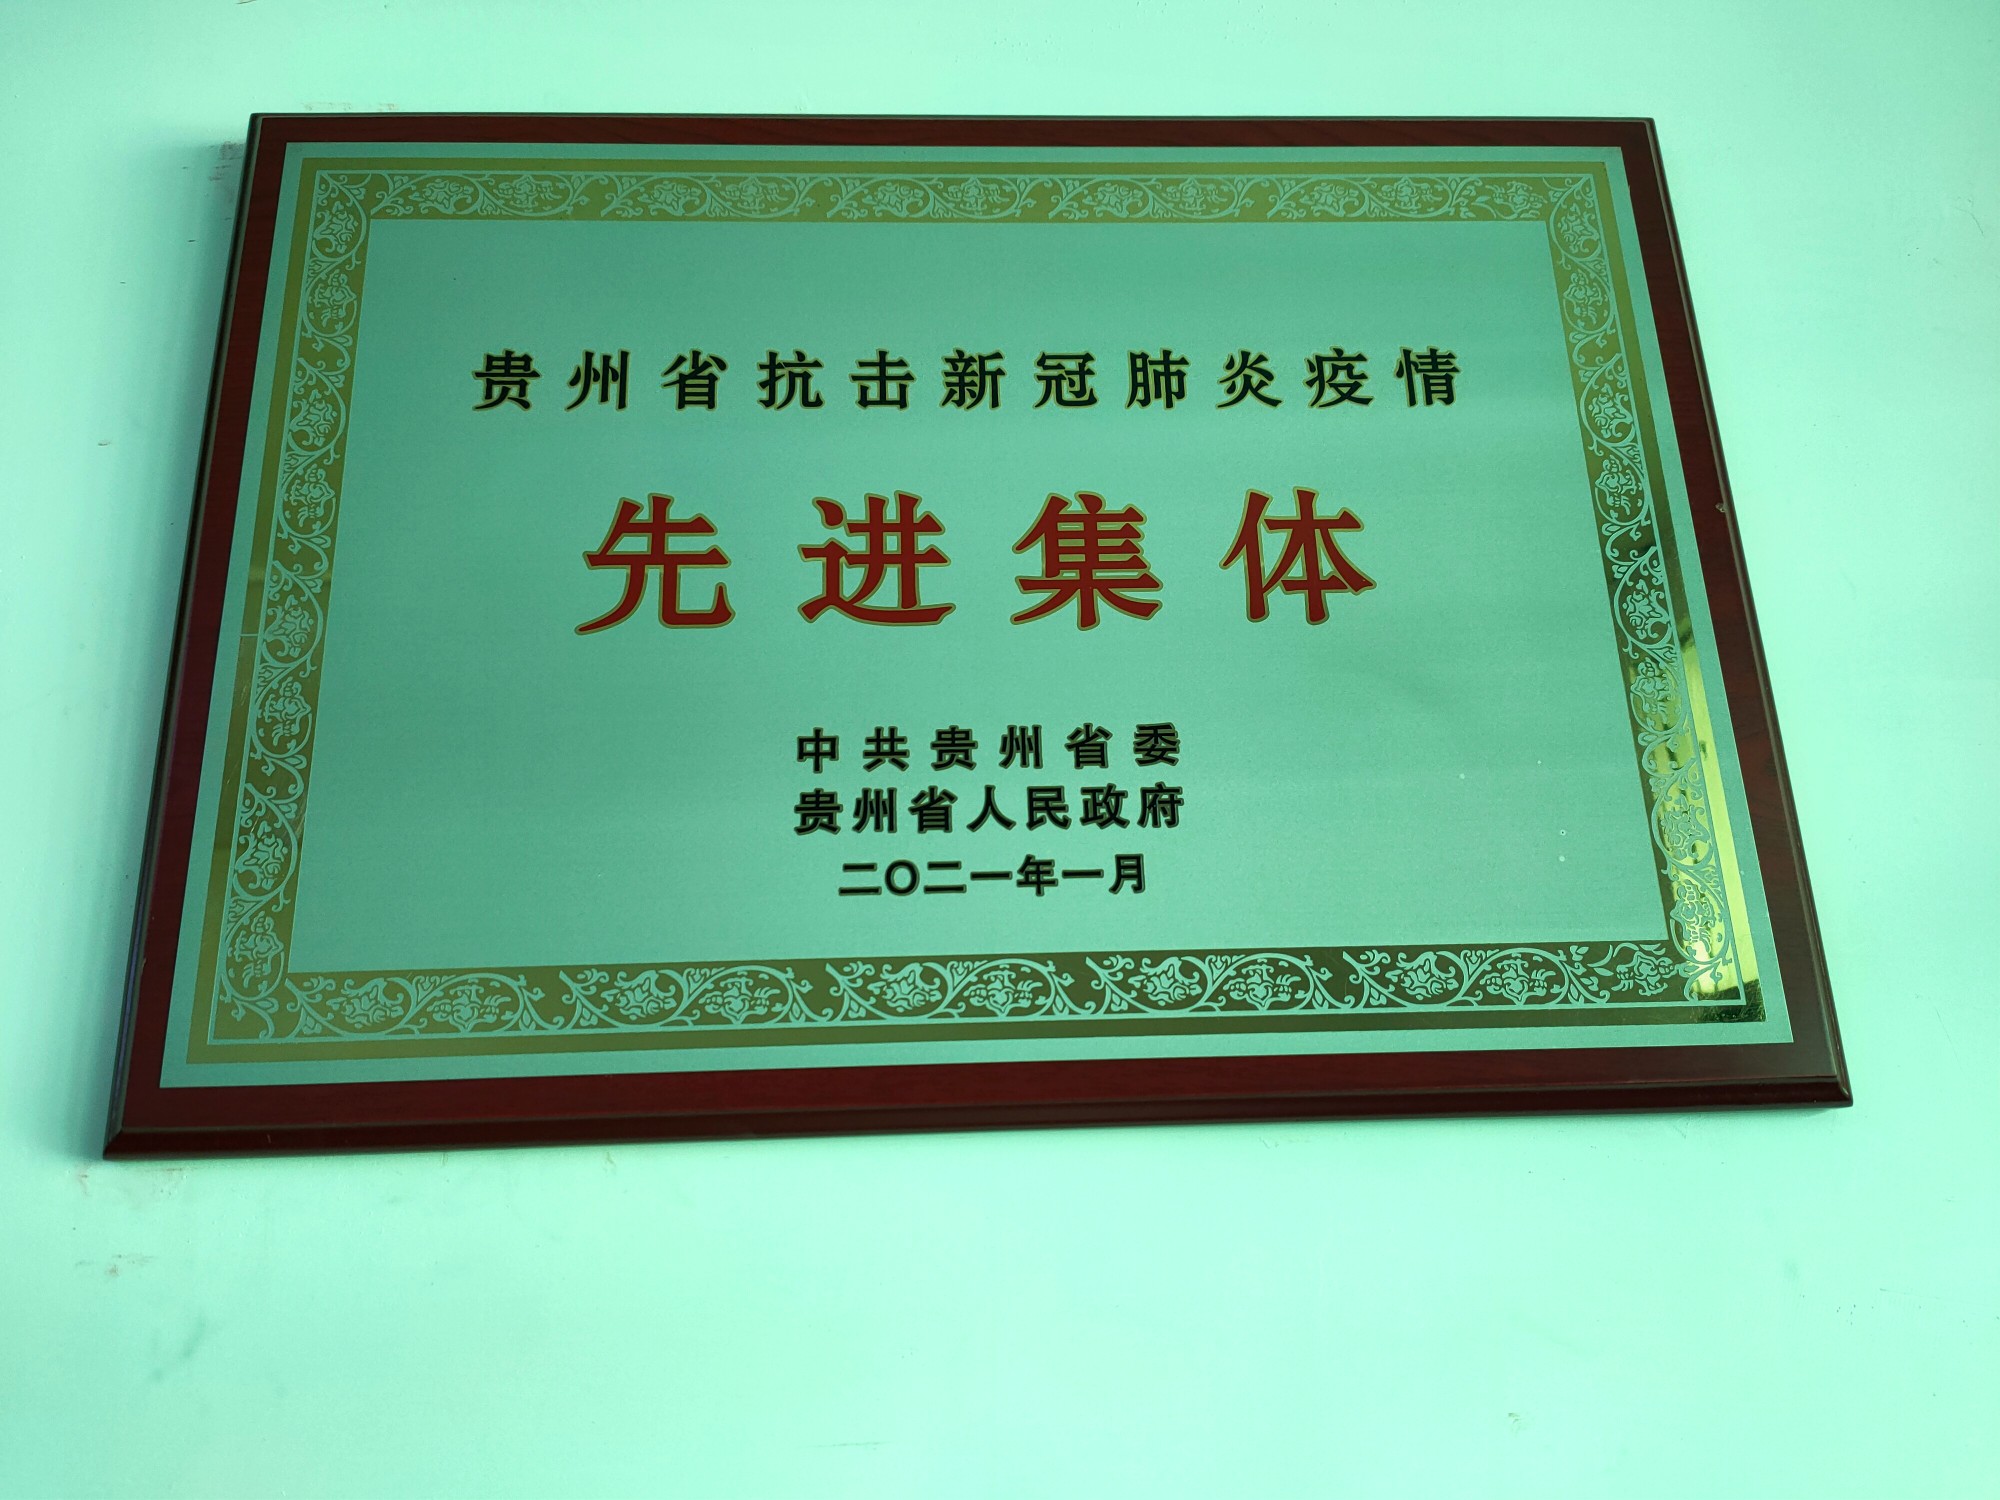 贵州省抗击新冠肺炎疫情
先进集体
中共贵州省委
贵州省人民政府
二〇二一年一月